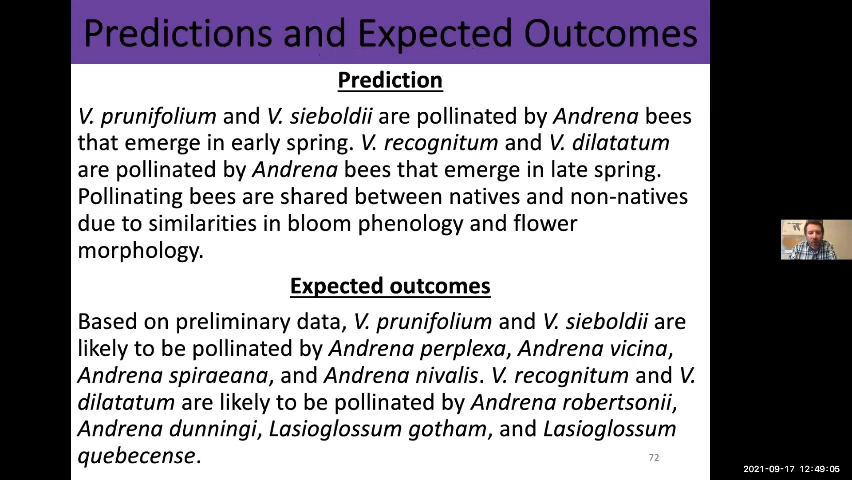 Predictions and Expected Outcomes
Prediction
V. prunifolium and V. sieboldii are pollinated by Andrena bees
that emerge in early spring. V. recognitum and V. dilatatum
are pollinated by Andrena bees that emerge in late spring.
Pollinating bees are shared between natives and non-natives
due to similarities in bloom phenology and flower
morphology.
Expected outcomes
Based on preliminary data, V. prunifolium and V. sieboldii are
likely to be pollinated by Andrena perplexa, Andrena vicina,
Andrena spiraeana, and Andrena nivalis. V. recognitum and V.
dilatatum are likely to be pollinated by Andrena robertsonii,
Andrena dunningi, Lasioglossum gotham, and Lasioglossum
quebecense.
72
2021-09-17 12:49:05